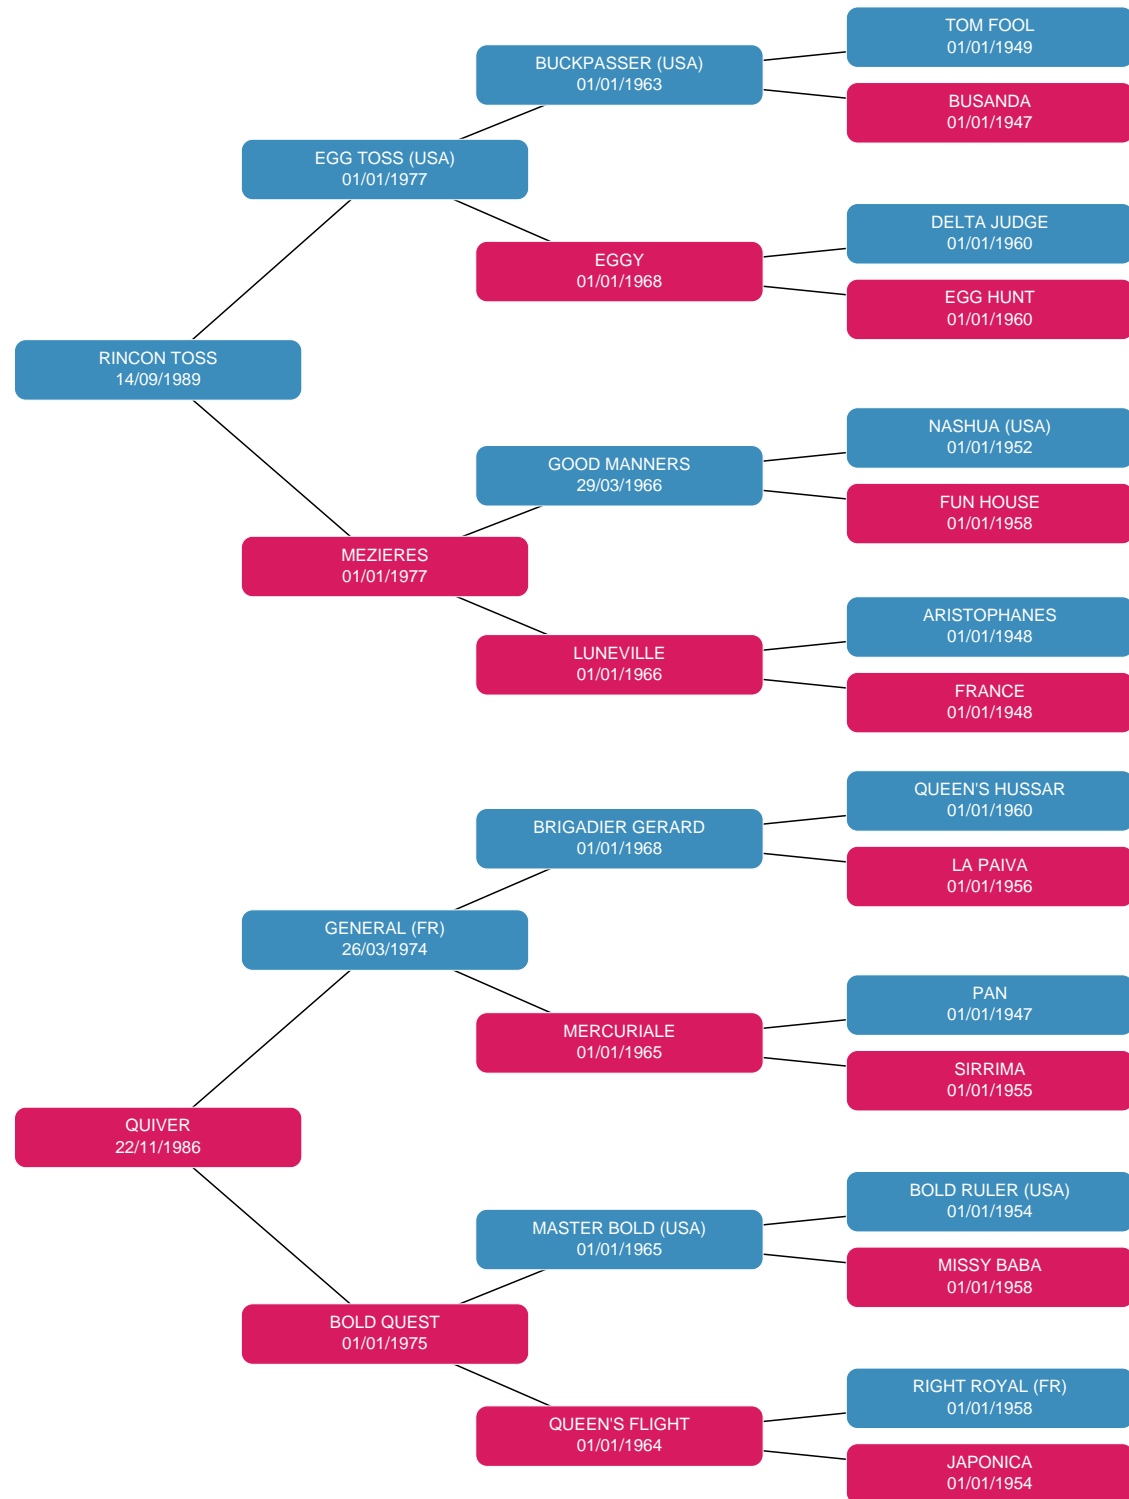 TOM FOOL
01/01/1949
BUCKPASSER (USA)
01/01/1963
BUSANDA
01/01/1947
EGG TOSS (USA)
01/01/1977
DELTA JUDGE
01/01/1960
EGGY
01/01/1968
EGG HUNT
01/01/1960
RINCON TOSS
14/09/1989
NASHUA (USA)
01/01/1952
GOOD MANNERS
29/03/1966
FUN HOUSE
01/01/1958
MEZIERES
01/01/1977
ARISTOPHANES
01/01/1948
LUNEVILLE
01/01/1966
FRANCE
01/01/1948
QUEEN'S HUSSAR
01/01/1960
BRIGADIER GERARD
01/01/1968
LA PAIVA
01/01/1956
GENERAL (FR)
26/03/1974
PAN
01/01/1947
MERCURIALE
01/01/1965
SIRRIMA
01/01/1955
QUIVER
22/11/1986
BOLD RULER (USA)
01/01/1954
MASTER BOLD (USA)
01/01/1965
MISSY BABA
01/01/1958
BOLD QUEST
01/01/1975
RIGHT ROYAL (FR)
01/01/1958
QUEEN'S FLIGHT
01/01/1964
JAPONICA
01/01/1954